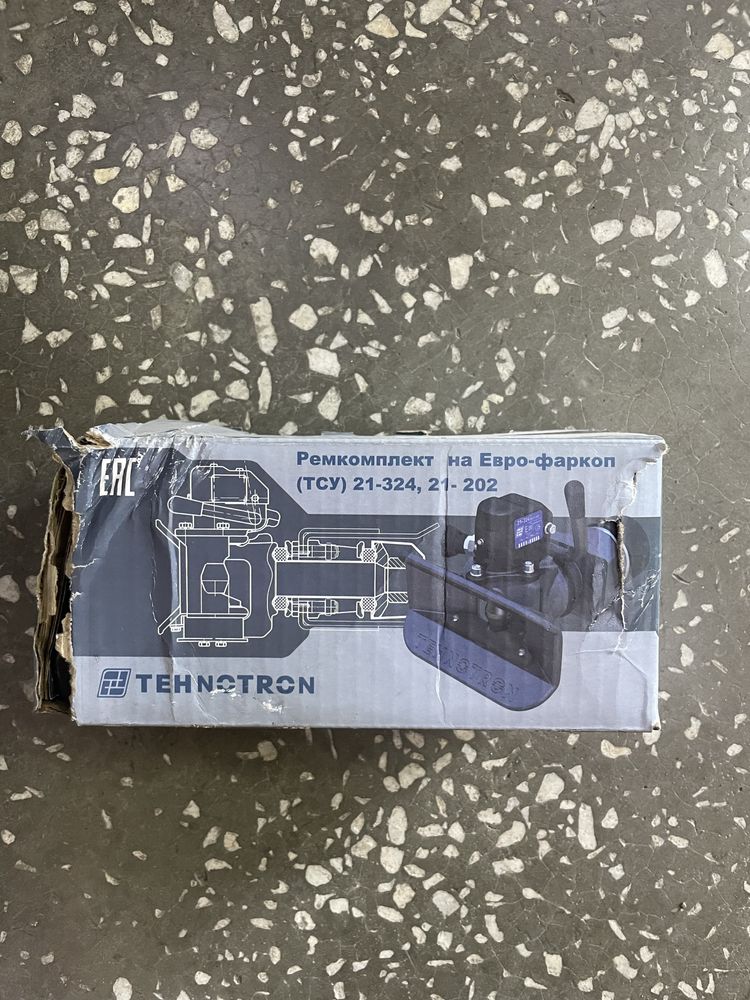 EAC
Ремкомплект на Евро-фаркоп
(ТСУ) 21-324, 21- 202
TEHNOTRON
TEHNOTRON